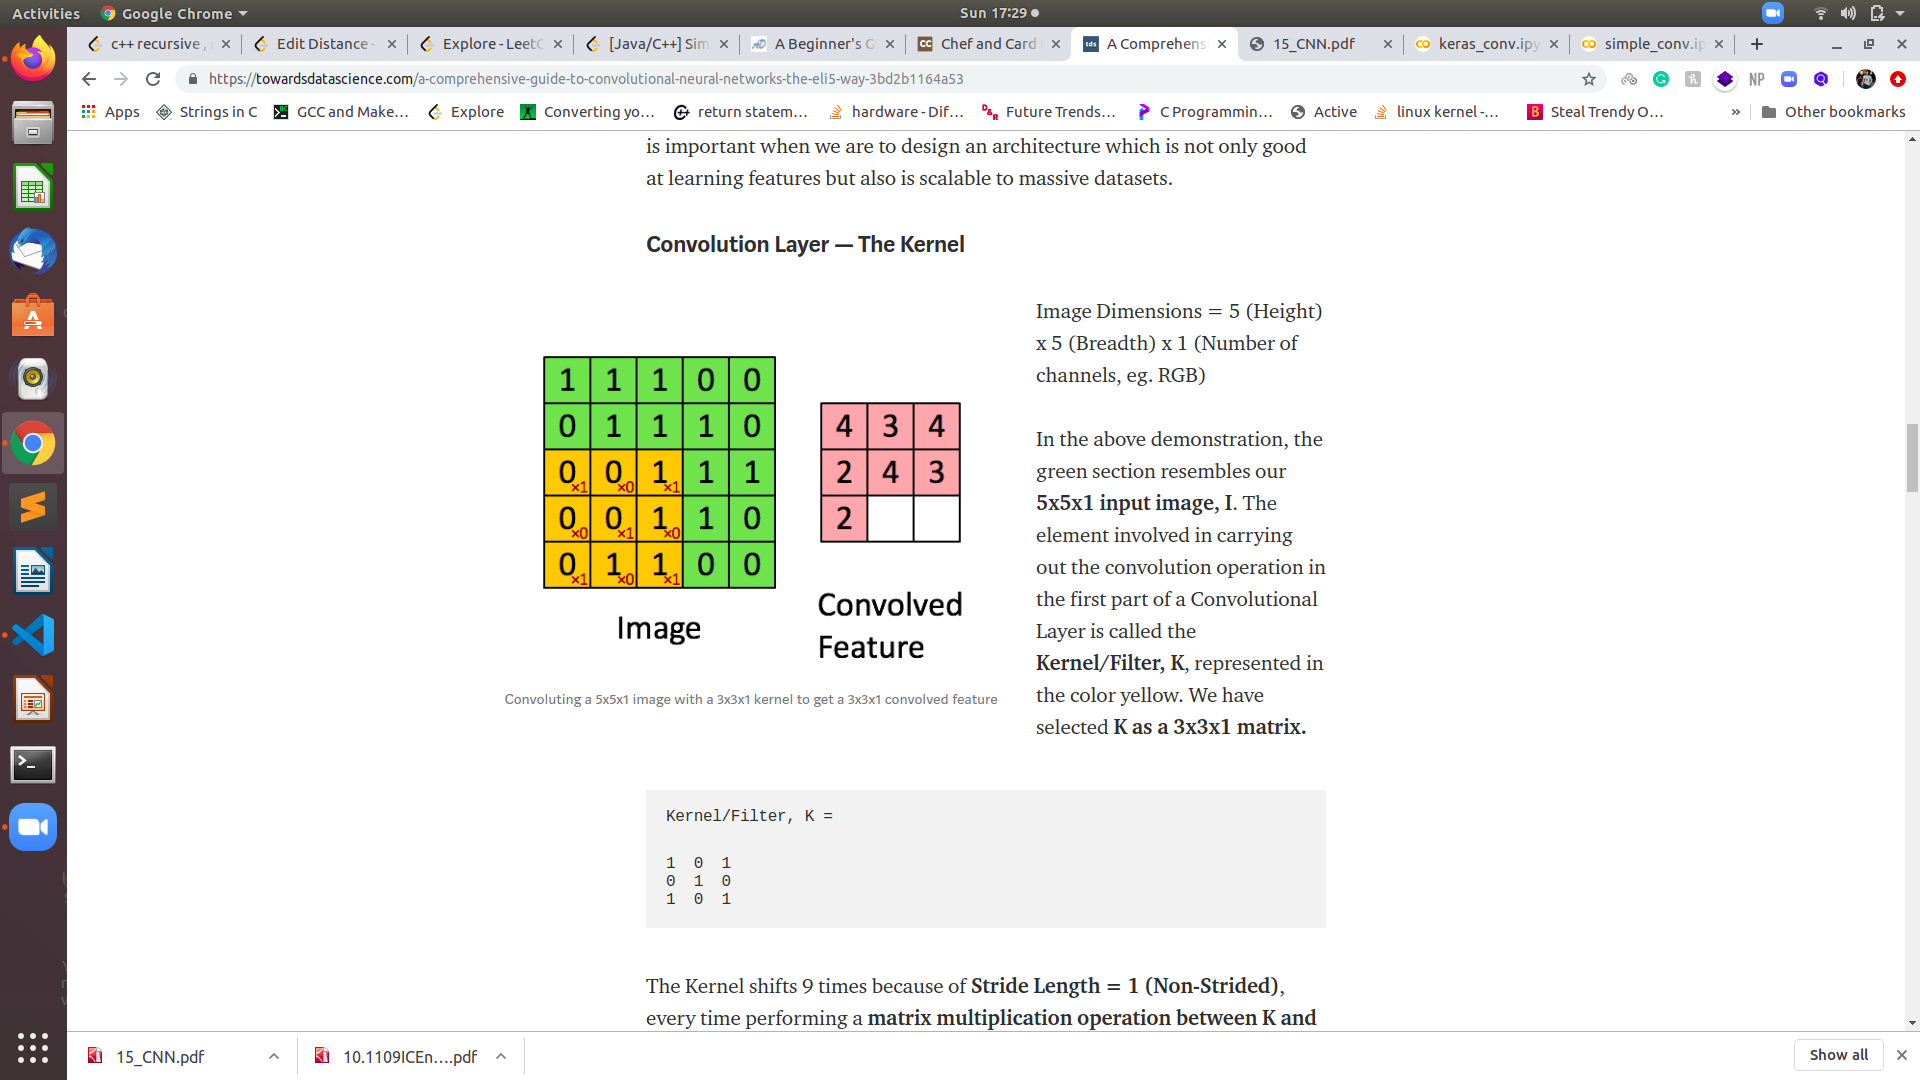 Activities Google Chrome Sun 17:29
c++ recursive , Edit Distance - Explore - LeetC [Java/C++] Sim A Beginner's G Chef and Card A Comprehens 15_CNN.pdf keras_conv.ipy simple_conv.ip
https://towardsdatascience.com/a-comprehensive-guide-to-convolutional-neural-networks-the-eli5-way-3bd2b1164a53 NP
Apps Strings in C GCC and Make... Explore Converting yo... return statem... hardware - Dif... Future Trends... C Programmin... Active linux kernel -... Steal Trendy O... » Other bookmarks
is important when we are to design an architecture which is not only good
at learning features but also is scalable to massive datasets.
Convolution Layer — The Kernel
1 1 1 0 0
0 1 1 1 0
0×1 0×0 1×1 1 1
0×0 0×1 1×0 1 0
0×1 1×0 1×1 0 0
Image
4 3 4
2 4 3
2
Convolved
Feature
Convoluting a 5x5x1 image with a 3x3x1 kernel to get a 3x3x1 convolved feature
Image Dimensions = 5 (Height)
x 5 (Breadth) x 1 (Number of
channels, eg. RGB)
In the above demonstration, the
green section resembles our
5x5x1 input image, I. The
element involved in carrying
out the convolution operation in
the first part of a Convolutional
Layer is called the
Kernel/Filter, K, represented in
the color yellow. We have
selected K as a 3x3x1 matrix.
Kernel/Filter, K =
1 0 1
0 1 0
1 0 1
The Kernel shifts 9 times because of Stride Length = 1 (Non-Strided),
every time performing a matrix multiplication operation between K and
15_CNN.pdf 10.1109ICEn....pdf Show all